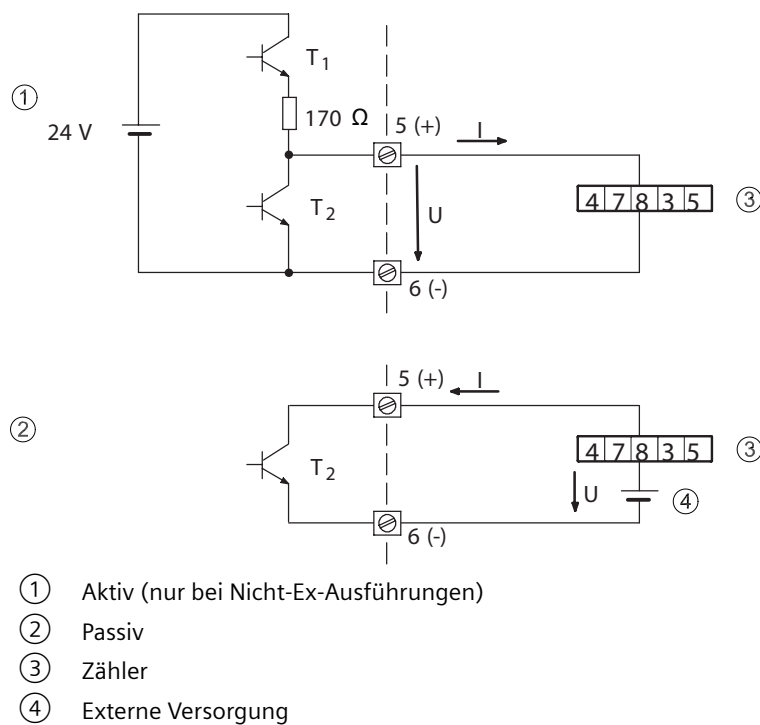 ①
24 V
T1
170 Ω
5 (+)
I
T2
U
4 7 8 3 5
③
6 (-)
②
5 (+)
I
T2
4 7 8 3 5
③
U
④
6 (-)
① Aktiv (nur bei Nicht-Ex-Ausführungen)
② Passiv
③ Zähler
④ Externe Versorgung